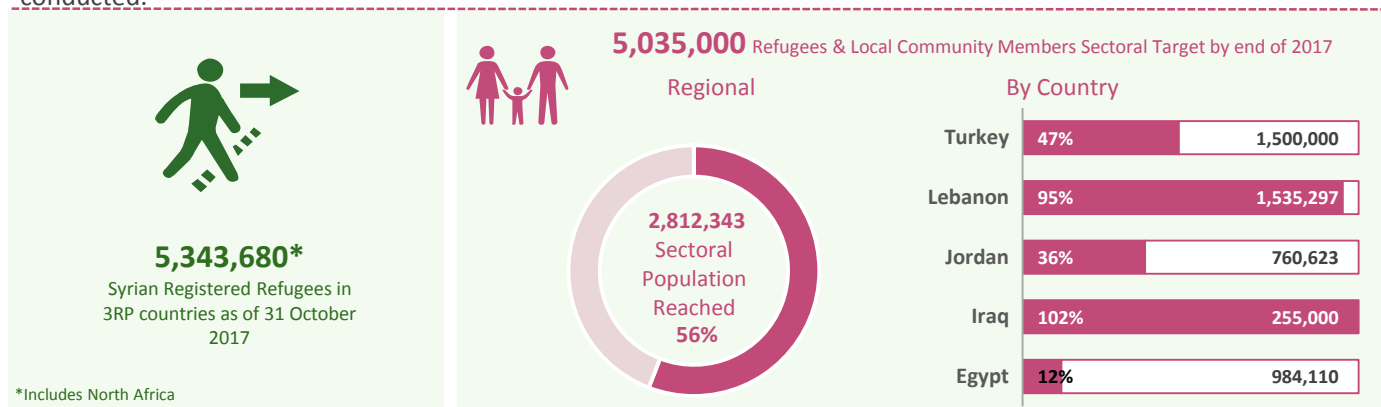 conducted.
5,343,680*
Syrian Registered Refugees in
3RP countries as of 31 October
2017
*Includes North Africa
5,035,000 Refugees & Local Community Members Sectoral Target by end of 2017
Regional
2,812,343
Sectoral
Population
Reached
56%
By Country
Turkey 47% 1,500,000
Lebanon 95% 1,535,297
Jordan 36% 760,623
Iraq 102% 255,000
Egypt 12% 984,110